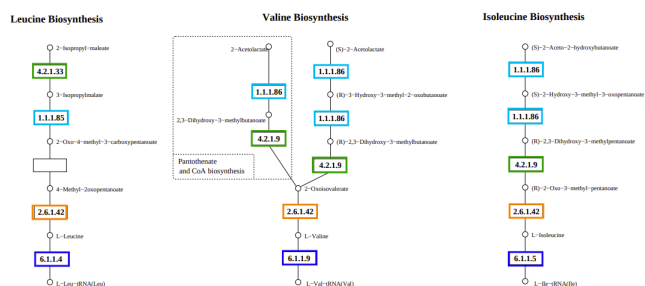 Leucine Biosynthesis
2−Isopropyl−maleate
4.2.1.33
3−Isopropylmalate
1.1.1.85
2−Oxo−4−methyl−3−carboxypentanoate
4−Methyl−2oxopentanoate
2.6.1.42
L−Leucine
6.1.1.4
L−Leu−tRNA(Leu)
Valine Biosynthesis
2−Acetolactate
1.1.1.86
2,3−Dihydroxy−3−methylbutanoate
4.2.1.9
Pantothenate
and CoA biosynthesis
(S)−2−Acetolactate
1.1.1.86
(R)−3−Hydroxy−3−methyl−2−oxobutanoate
1.1.1.86
(R)−2,3−Dihydroxy−3−methylbutanoate
4.2.1.9
2−Oxoisovalerate
2.6.1.42
L−Valine
6.1.1.9
L−Val−tRNA(Val)
Isoleucine Biosynthesis
(S)−2−Aceto−2−hydroxybutanoate
1.1.1.86
(S)−2−Hydroxy−3−methyl−3−oxopentanoate
1.1.1.86
(R)−2,3−Dihydroxy−3−methylpentanoate
4.2.1.9
(R)−2−Oxo−3−methyl−pentanoate
2.6.1.42
L−Isoleucine
6.1.1.5
L−Ile−tRNA(Ile)